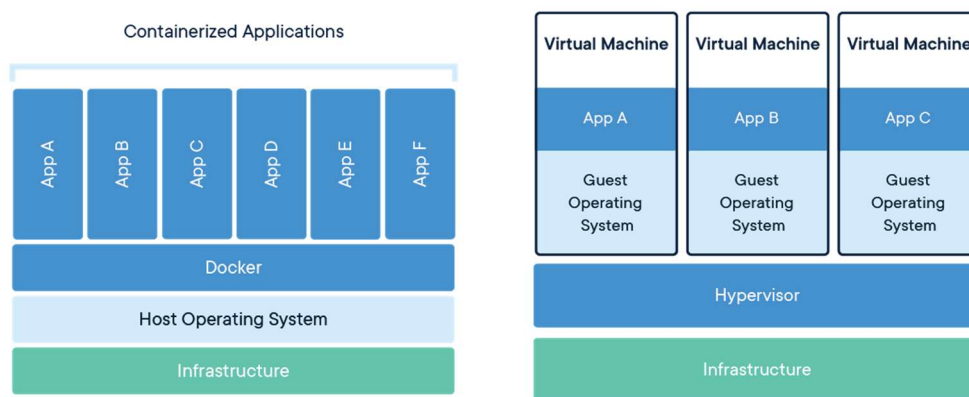 Containerized Applications
App A
App B
App C
App D
App E
App F
Docker
Host Operating System
Infrastructure
Virtual Machine
App A
Guest
Operating
System
Virtual Machine
App B
Guest
Operating
System
Virtual Machine
App C
Guest
Operating
System
Hypervisor
Infrastructure